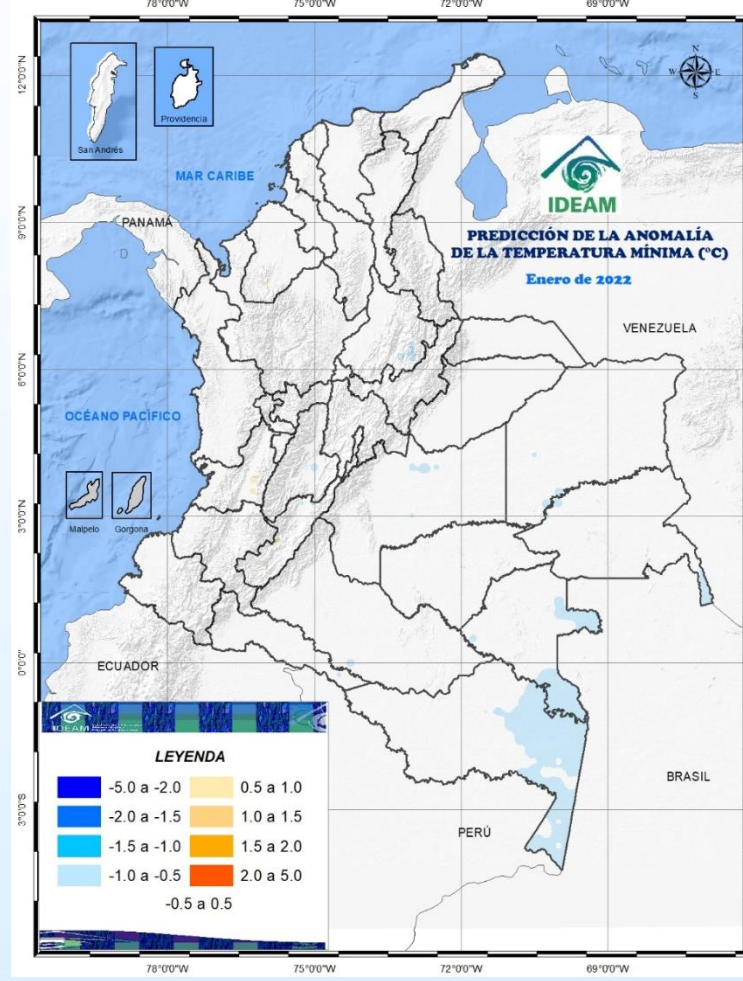 78°0'0"W 75°0'0"W 72°0'0"W 69°0'0"W
12°0'0"N
9°0'0"N
6°0'0"N
3°0'0"N
0°0'0"
3°0'0"S
San Andrés
Providencia
N
W E
S
MAR CARIBE
IDEAM
PANAMÁ
PREDICCIÓN DE LA ANOMALÍA
DE LA TEMPERATURA MÍNIMA (°C)
Enero de 2022
VENEZUELA
OCÉANO PACÍFICO
Malpelo
Gorgona
ECUADOR
BRASIL
PERÚ
IDEAM
LEYENDA
-5.0 a -2.0 0.5 a 1.0
-2.0 a -1.5 1.0 a 1.5
-1.5 a -1.0 1.5 a 2.0
-1.0 a -0.5 2.0 a 5.0
-0.5 a 0.5
78°0'0"W 75°0'0"W 72°0'0"W 69°0'0"W